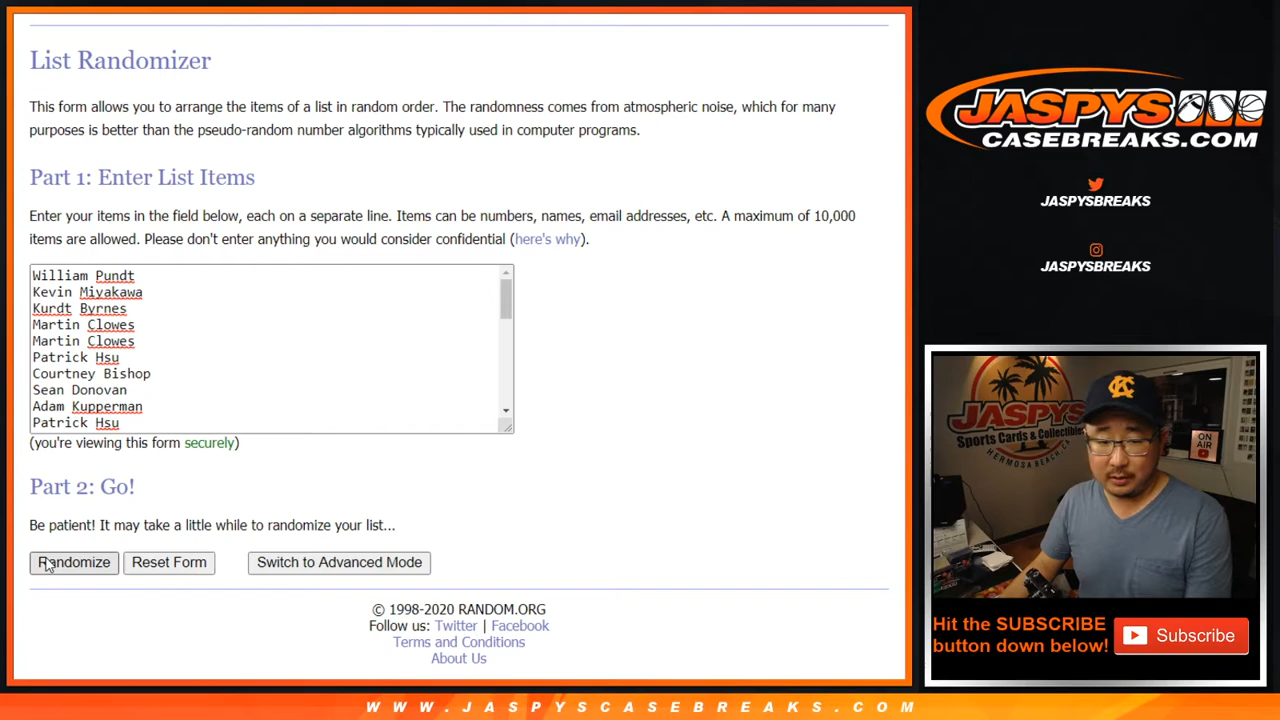 List Randomizer
This form allows you to arrange the items of a list in random order. The randomness comes from atmospheric noise, which for many
purposes is better than the pseudo-random number algorithms typically used in computer programs.
Part 1: Enter List Items
Enter your items in the field below, each on a separate line. Items can be numbers, names, email addresses, etc. A maximum of 10,000
items are allowed. Please don't enter anything you would consider confidential (here's why).
William Pundt
Kevin Miyakawa
Kurdt Byrnes
Martin Clowes
Martin Clowes
Patrick Hsu
Courtney Bishop
Sean Donovan
Adam Kupperman
Patrick Hsu
(you're viewing this form securely)
Part 2: Go!
Be patient! It may take a little while to randomize your list...
Randomize Reset Form Switch to Advanced Mode
© 1998-2020 RANDOM.ORG
Follow us: Twitter | Facebook
Terms and Conditions
About Us
JASPYS
CASEBREAKS.COM
JASPYSBREAKS
JASPYSBREAKS
JASPYS
Sports Cards & Collectibles
HERMOSA BEACH, CA
ON
AIR
KC
Hit the SUBSCRIBE
button down below!
Subscribe
WWW.JASPYSCASEBREAKS.COM